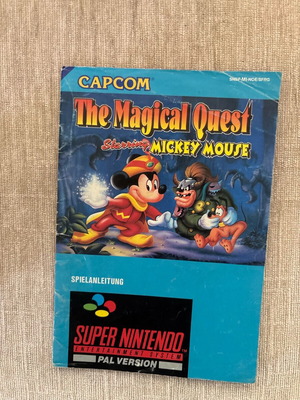 CAPCOM
The Magical Quest
Starring MICKEY MOUSE
SPIELANLEITUNG
SUPER NINTENDO
ENTERTAINMENT SYSTEM
PAL VERSION